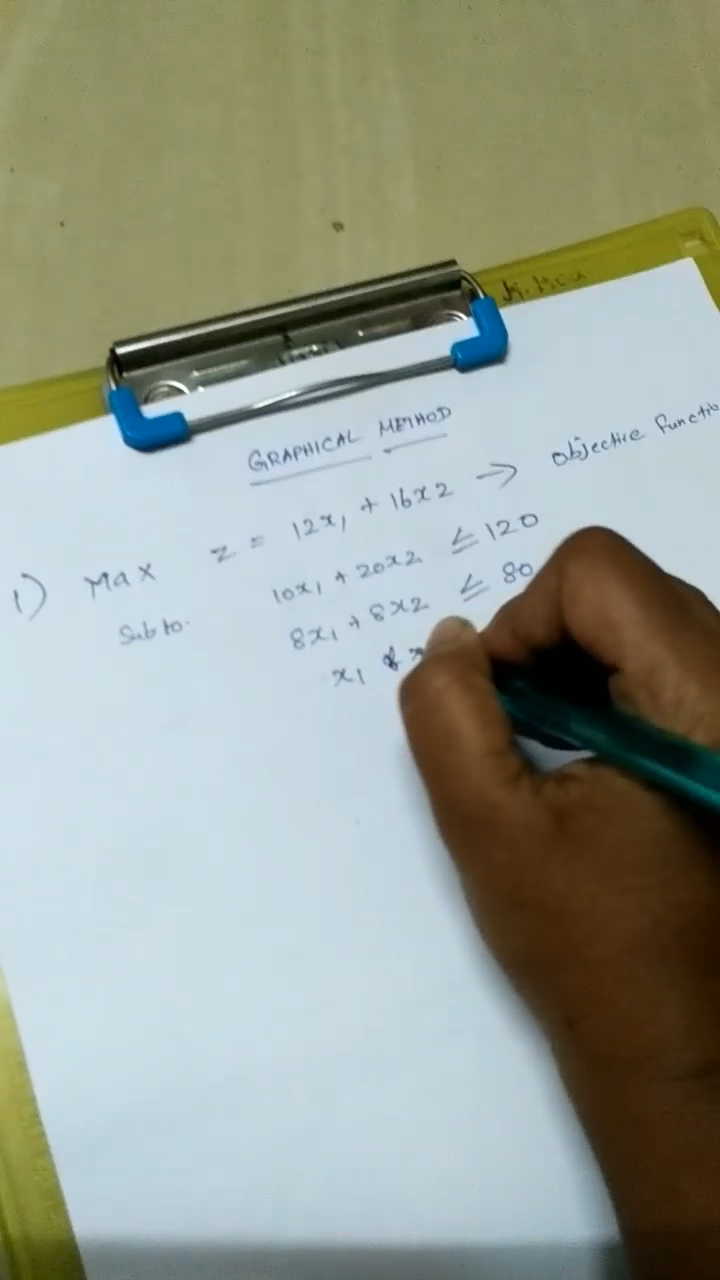 GRAPHICAL METHOD
1) Max z = 12x1 + 16x2 → Objective functio
Sub to. 10x1 + 20x2 ≤ 120
8x1 + 8x2 ≤ 80
x1 & x